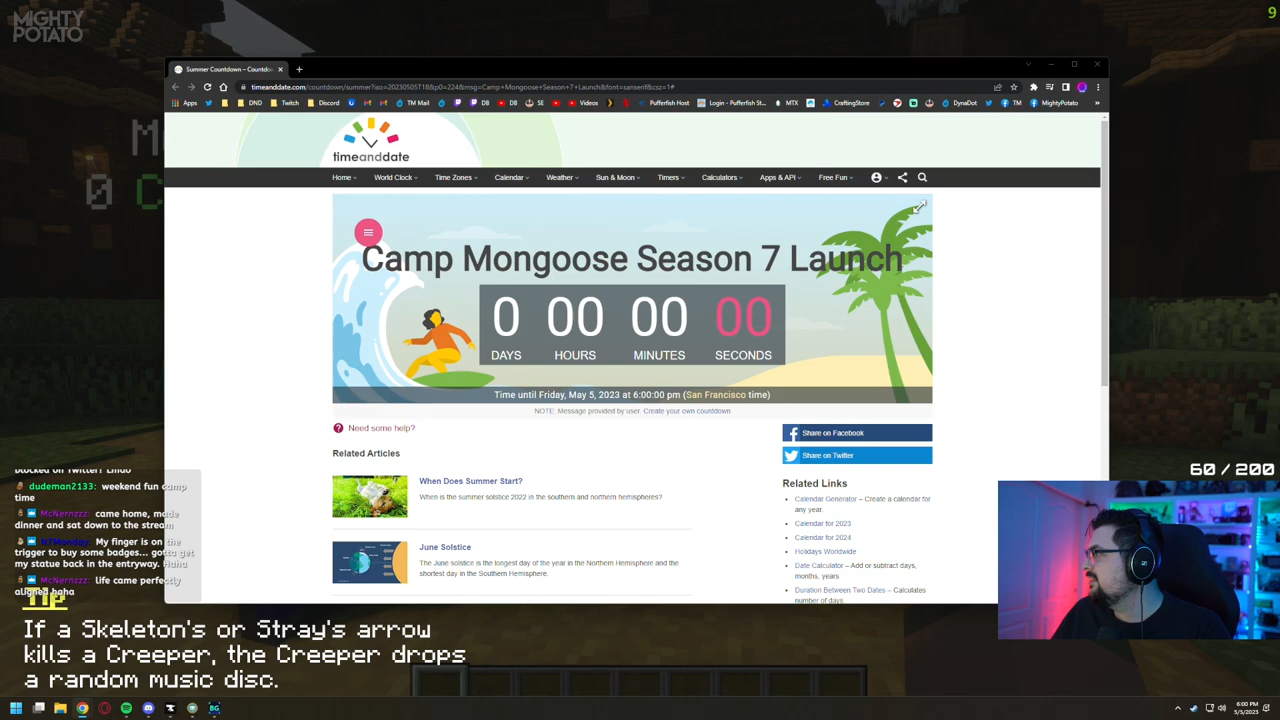 MIGHTY
POTATO
9
Summer Countdown – Countdo
timeanddate.com/countdown/summer?iso=20230505T18&p0=224&msg=Camp+Mongoose+Season+7+Launch&font=sanserif&csz=1#
Apps
DND
Twitch
Discord
TM Mail
DB
DB
SE
Videos
Pufferfish Host
Login - Pufferfish St...
MTX
CraftingStore
DynaDot
TM
MightyPotato
»
timeanddate
Home
World Clock
Time Zones
Calendar
Weather
Sun & Moon
Timers
Calculators
Apps & API
Free Fun
Camp Mongoose Season 7 Launch
0 00 00 00
DAYS HOURS MINUTES SECONDS
Time until Friday, May 5, 2023 at 6:00:00 pm (San Francisco time)
NOTE: Message provided by user. Create your own countdown
Need some help?
Related Articles
When Does Summer Start?
When is the summer solstice 2022 in the southern and northern hemispheres?
June Solstice
The June solstice is the longest day of the year in the Northern Hemisphere and the
shortest day in the Southern Hemisphere.
Share on Facebook
Share on Twitter
Related Links
Calendar Generator – Create a calendar for
any year.
Calendar for 2023
Calendar for 2024
Holidays Worldwide
Date Calculator – Add or subtract days,
months, years
Duration Between Two Dates – Calculates
number of days
0 C
60 / 200
blocked on Twitter? Lmao
dudeman2133: weekend fun camp
time
McNernzzz: came home, made
dinner and sat down to the stream
N7Monday: My finger is on the
trigger to buy some badges... gotta get
my statue back in the entryway. Haha
McNernzzz: life came perfectly
aligned haha
Tip
If a Skeleton's or Stray's arrow
kills a Creeper, the Creeper drops
a random music disc.
BG
6:00 PM
5/5/2023